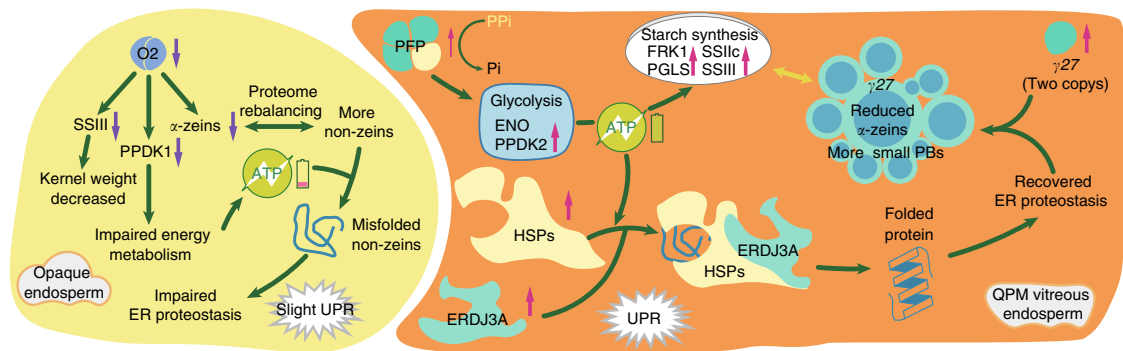 O2
SSIII
α-zeins
PPDK1
Proteome
rebalancing
More
non-zeins
Kernel weight
decreased
ATP
Impaired energy
metabolism
Misfolded
non-zeins
Impaired
ER proteostasis
Opaque
endosperm
Slight UPR
PFP
PPi
Pi
Glycolysis
ENO
PPDK2
ATP
Starch synthesis
FRK1 SSIIc
PGLS SSIII
γ27
Reduced
α-zeins
More small PBs
γ27
(Two copys)
HSPs
ERDJ3A
HSPs
ERDJ3A
UPR
Folded
protein
Recovered
ER proteostasis
QPM vitreous
endosperm